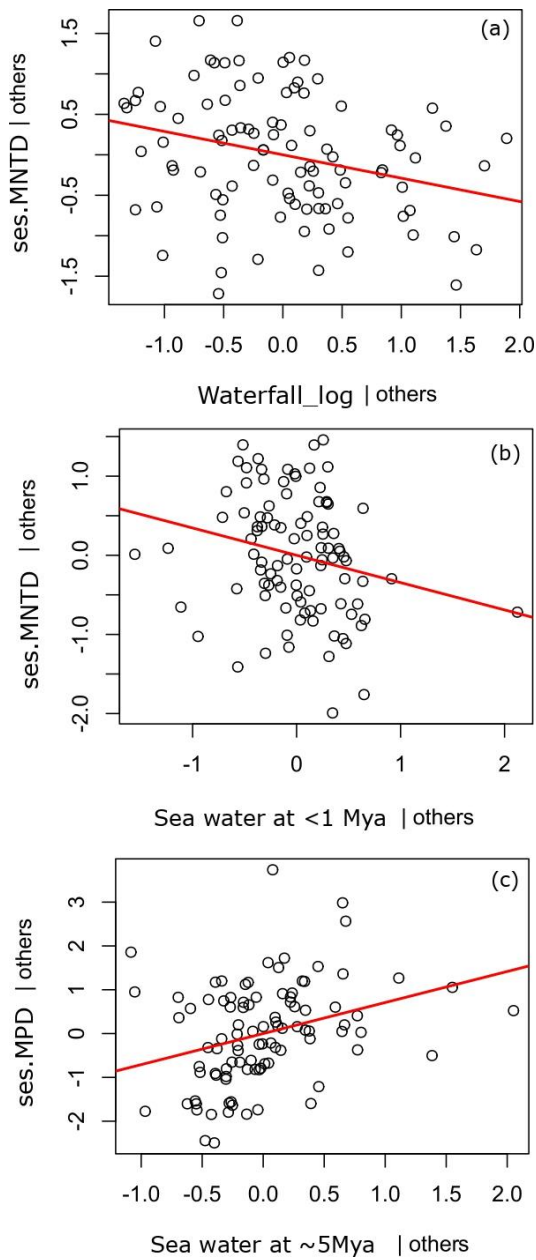 (a)
ses.MNTD | others
1.5
0.5
-0.5
-1.5
-1.0 -0.5 0.0 0.5 1.0 1.5 2.0
Waterfall_log | others
(b)
ses.MNTD | others
1.0
0.0
-1.0
-2.0
-1 0 1 2
Sea water at <1 Mya | others
(c)
ses.MPD | others
3
2
1
0
-1
-2
-1.0 -0.5 0.0 0.5 1.0 1.5 2.0
Sea water at ~5Mya | others